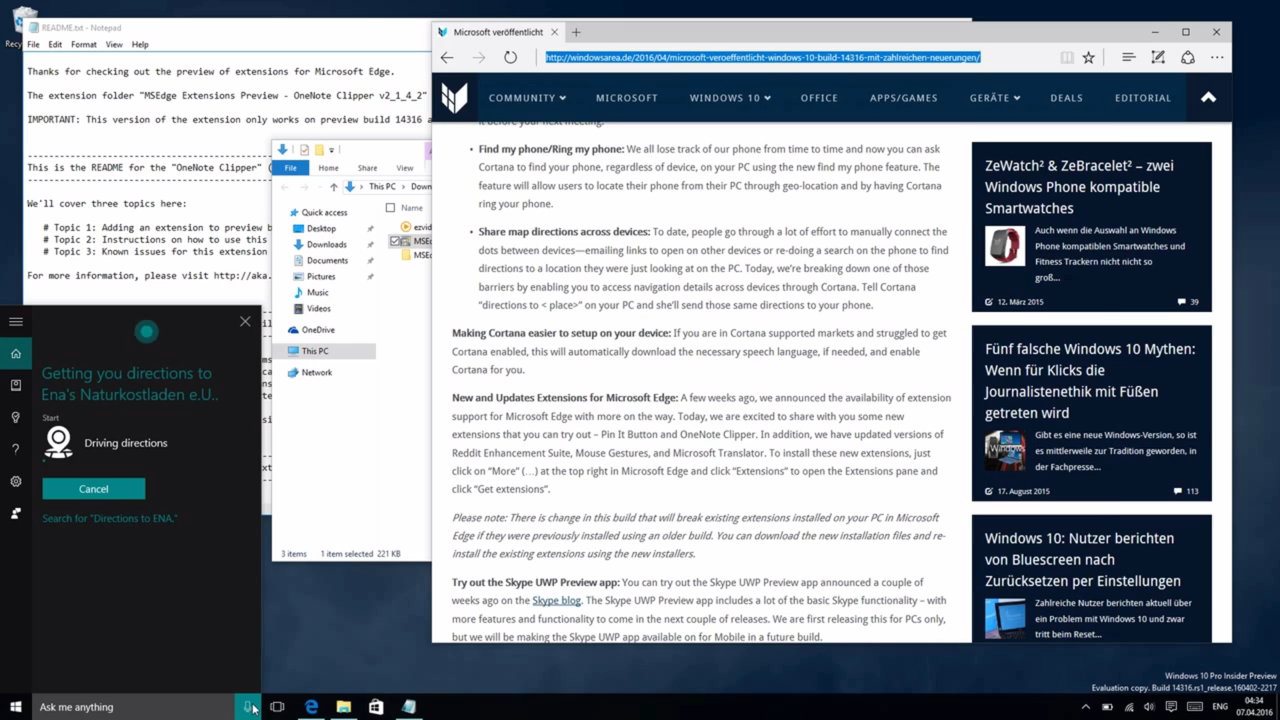 Recy
README.txt - Notepad
File Edit Format View Help
Thanks for checking out the preview of extensions for Microsoft Edge.
The extension folder "MSEdge Extensions Preview - OneNote Clipper v2_1_4_2"
IMPORTANT: This version of the extension only works on preview build 14316 a
This is the README for the "OneNote Clipper" (
We'll cover three topics here:
# Topic 1: Adding an extension to preview b
# Topic 2: Instructions on how to use this
# Topic 3: Known issues for this extension
For more information, please visit http://aka.
File Home Share View
This PC Down
Name
Quick access
Desktop
Downloads
Documents
Pictures
Music
Videos
OneDrive
This PC
Network
ezvid
MSEd
MSEd
3 items 1 item selected 221 KB
Getting you directions to
Ena's Naturkostladen e.U..
Start
Driving directions
Cancel
Search for "Directions to ENA."
Ask me anything
Microsoft veröffentlicht
http://windowsarea.de/2016/04/microsoft-veroeffentlicht-windows-10-build-14316-mit-zahlreichen-neuerungen/
COMMUNITY MICROSOFT WINDOWS 10 OFFICE APPS/GAMES GERÄTE DEALS EDITORIAL
it before your next meeting.
• Find my phone/Ring my phone: We all lose track of our phone from time to time and now you can ask
Cortana to find your phone, regardless of device, on your PC using the new find my phone feature. The
feature will allow users to locate their phone from their PC through geo-location and by having Cortana
ring your phone.
• Share map directions across devices: To date, people go through a lot of effort to manually connect the
dots between devices—emailing links to open on other devices or re-doing a search on the phone to find
directions to a location they were just looking at on the PC. Today, we're breaking down one of those
barriers by enabling you to access navigation details across devices through Cortana. Tell Cortana
"directions to < place>" on your PC and she'll send those same directions to your phone.
Making Cortana easier to setup on your device: If you are in Cortana supported markets and struggled to get
Cortana enabled, this will automatically download the necessary speech language, if needed, and enable
Cortana for you.
New and Updates Extensions for Microsoft Edge: A few weeks ago, we announced the availability of extension
support for Microsoft Edge with more on the way. Today, we are excited to share with you some new
extensions that you can try out – Pin It Button and OneNote Clipper. In addition, we have updated versions of
Reddit Enhancement Suite, Mouse Gestures, and Microsoft Translator. To install these new extensions, just
click on "More" (…) at the top right in Microsoft Edge and click "Extensions" to open the Extensions pane and
click "Get extensions".
Please note: There is change in this build that will break existing extensions installed on your PC in Microsoft
Edge if they were previously installed using an older build. You can download the new installation files and re-
install the existing extensions using the new installers.
Try out the Skype UWP Preview app: You can try out the Skype UWP Preview app announced a couple of
weeks ago on the Skype blog. The Skype UWP Preview app includes a lot of the basic Skype functionality – with
more features and functionality to come in the next couple of releases. We are first releasing this for PCs only,
but we will be making the Skype UWP app available on for Mobile in a future build.
ZeWatch² & ZeBracelet² – zwei
Windows Phone kompatible
Smartwatches
Auch wenn die Auswahl an Windows
Phone kompatiblen Smartwatches und
Fitness Trackern nicht nicht so
groß...
12. März 2015 39
Fünf falsche Windows 10 Mythen:
Wenn für Klicks die
Journalistenethik mit Füßen
getreten wird
Gibt es eine neue Windows-Version, so ist
es mittlerweile zur Tradition geworden, in
der Fachpresse...
17. August 2015 113
Windows 10: Nutzer berichten
von Bluescreen nach
Zurücksetzen per Einstellungen
Zahlreiche Nutzer berichten aktuell über
ein Problem mit Windows 10 und zwar
tritt beim Reset...
Windows 10 Pro Insider Preview
Evaluation copy. Build 14316.rs1_release.160402-2217
ENG
04:34
07.04.2016